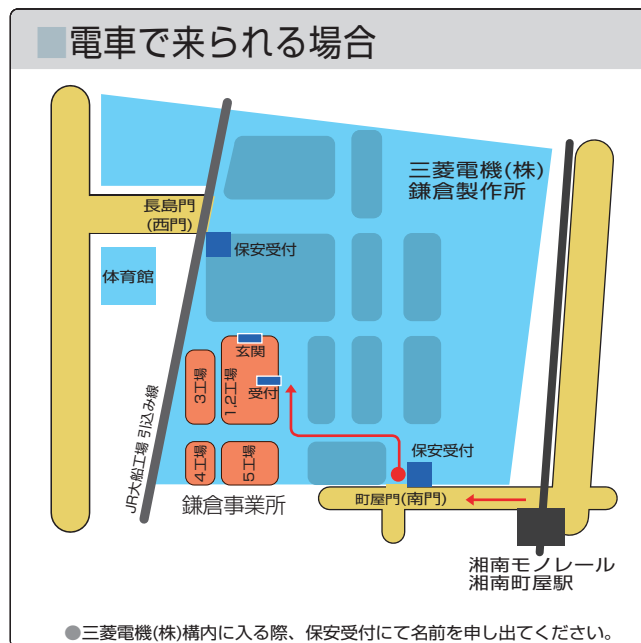 ■電車で来られる場合
三菱電機(株)
鎌倉製作所
長島門
(西門)
保安受付
体育館
玄関
3工場
1.2工場
受付
JR大船工場 引込み線
4工場
5工場
保安受付
鎌倉事業所
町屋門(南門)
湘南モノレール
湘南町屋駅
●三菱電機(株)構内に入る際、保安受付にて名前を申し出てください。